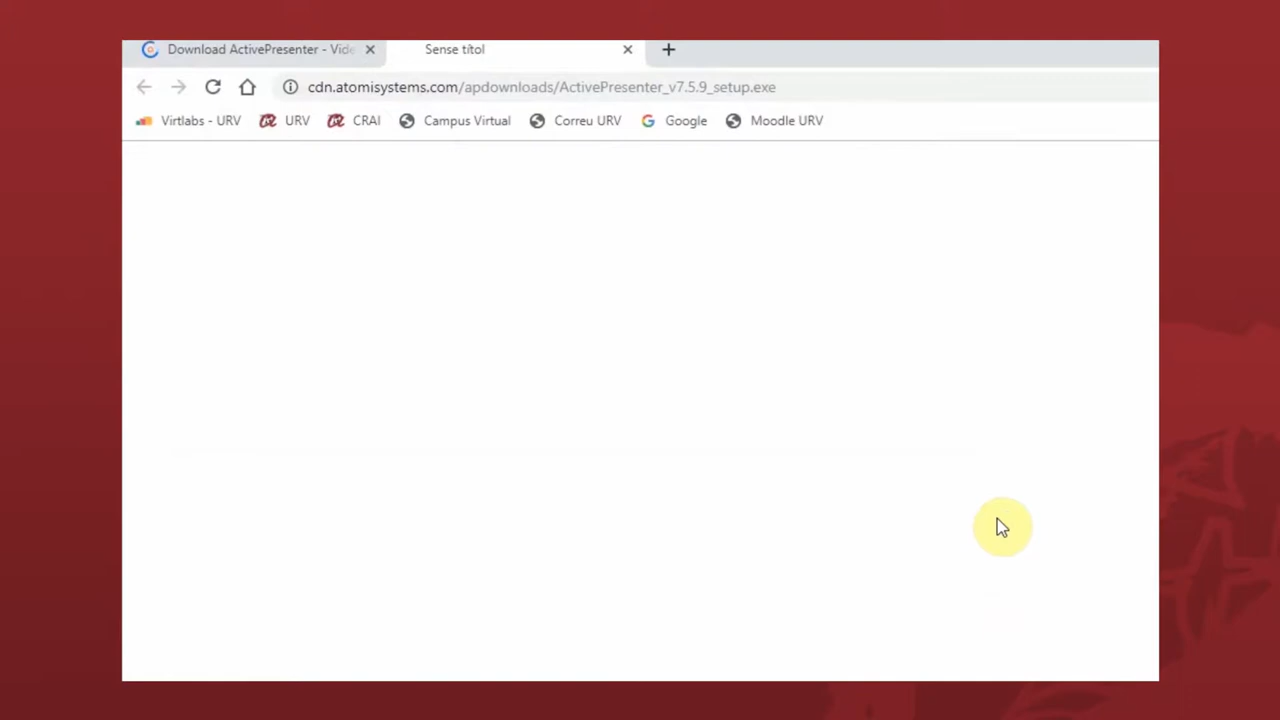 Download ActivePresenter - Vide
Sense títol
cdn.atomisystems.com/apdownloads/ActivePresenter_v7.5.9_setup.exe
Virtlabs - URV URV CRAI Campus Virtual Correu URV Google Moodle URV